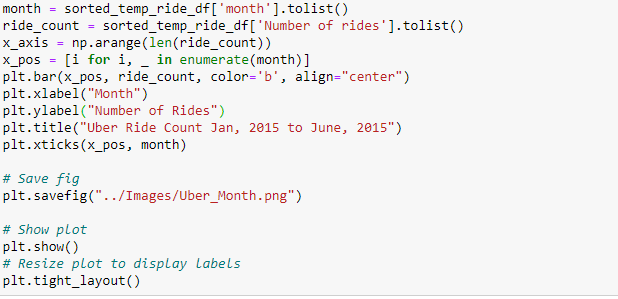 month = sorted_temp_ride_df['month'].tolist()
ride_count = sorted_temp_ride_df['Number of rides'].tolist()
x_axis = np.arange(len(ride_count))
x_pos = [i for i, _ in enumerate(month)]
plt.bar(x_pos, ride_count, color='b', align="center")
plt.xlabel("Month")
plt.ylabel("Number of Rides")
plt.title("Uber Ride Count Jan, 2015 to June, 2015")
plt.xticks(x_pos, month)
# Save fig
plt.savefig("../Images/Uber_Month.png")
# Show plot
plt.show()
# Resize plot to display labels
plt.tight_layout()